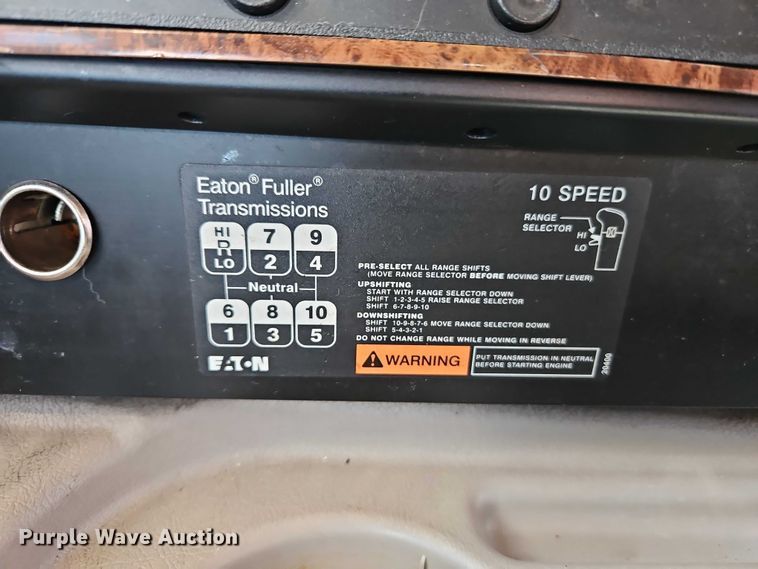 Eaton® Fuller®
Transmissions
10 SPEED
RANGE
SELECTOR
HI
LO
HI
R
LO
7
2
9
4
Neutral
6
1
8
3
10
5
EATON
PRE-SELECT ALL RANGE SHIFTS
(MOVE RANGE SELECTOR BEFORE MOVING SHIFT LEVER)
UPSHIFTING
START WITH RANGE SELECTOR DOWN
SHIFT 1-2-3-4-5 RAISE RANGE SELECTOR
SHIFT 6-7-8-9-10
DOWNSHIFTING
SHIFT 10-9-8-7-6 MOVE RANGE SELECTOR DOWN
SHIFT 5-4-3-2-1
DO NOT CHANGE RANGE WHILE MOVING IN REVERSE
WARNING
PUT TRANSMISSION IN NEUTRAL
BEFORE STARTING ENGINE
20400
Purple Wave Auction
Purple Wave Auction